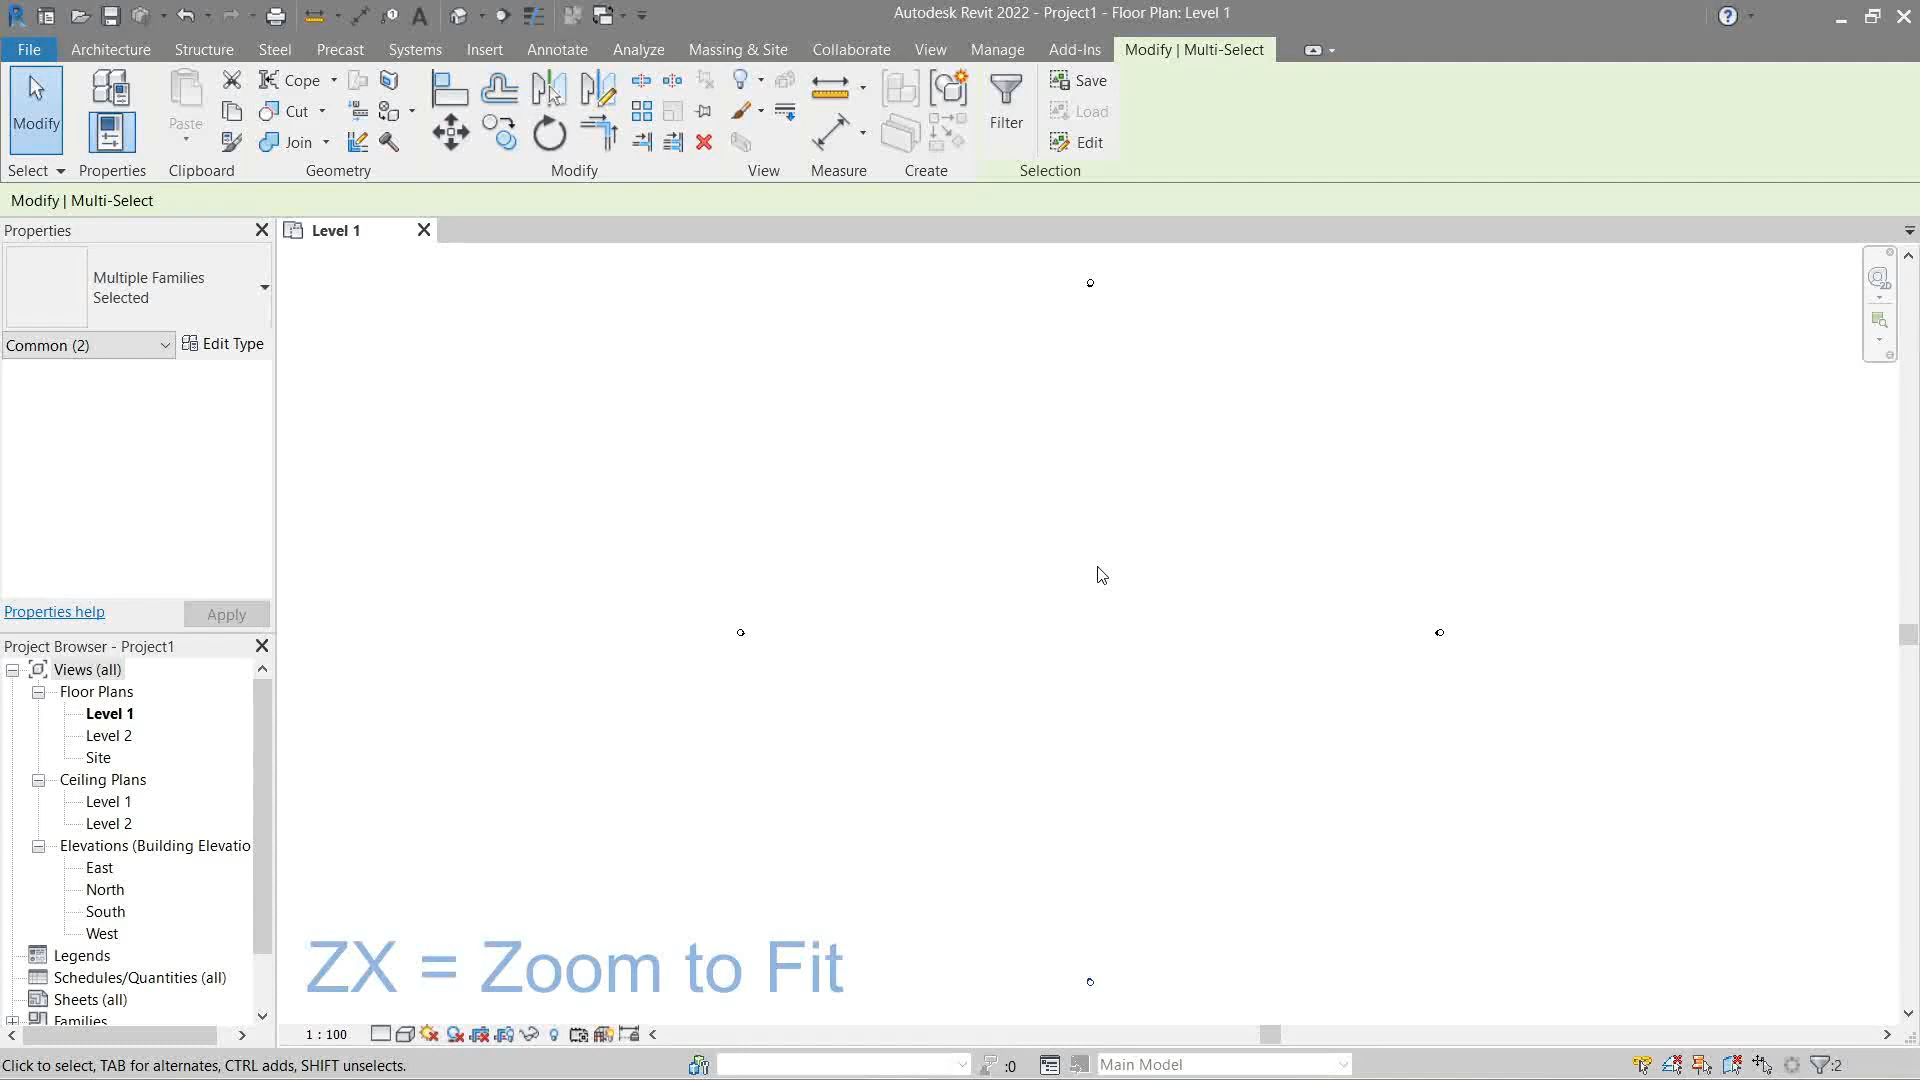 Autodesk Revit 2022 - Project1 - Floor Plan: Level 1
File Architecture Structure Steel Precast Systems Insert Annotate Analyze Massing & Site Collaborate View Manage Add-Ins Modify | Multi-Select
Modify
Paste
Cope
Cut
Join
Filter
Save
Load
Edit
Select Properties Clipboard Geometry Modify View Measure Create Selection
Modify | Multi-Select
Properties
Level 1
Multiple Families
Selected
Common (2)
Edit Type
2D
Properties help
Apply
Project Browser - Project1
Views (all)
Floor Plans
Level 1
Level 2
Site
Ceiling Plans
Level 1
Level 2
Elevations (Building Elevatio
East
North
South
West
Legends
Schedules/Quantities (all)
Sheets (all)
Families
ZX = Zoom to Fit
1 : 100
Click to select, TAB for alternates, CTRL adds, SHIFT unselects.
:0
Main Model
:2